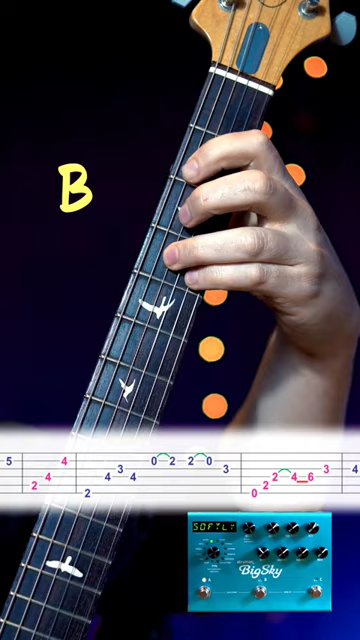 B
5 4 0 2 2 0
3 3 3 4
4 4 4 2 4 6
2 2
2 0
SOFTLY
strymon
BigSky
A B C